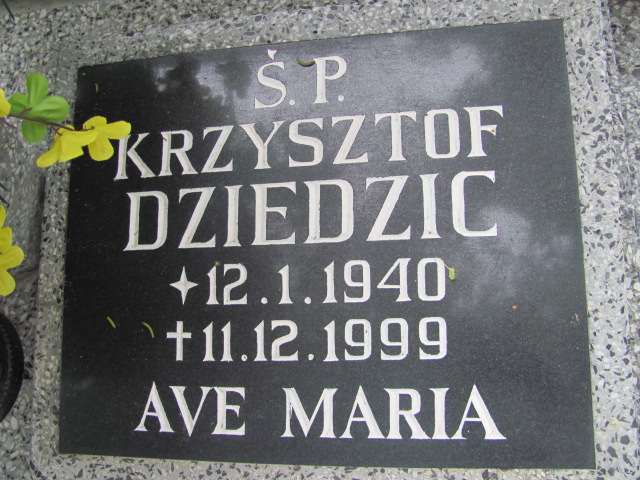 Ś.P.
KRZYSZTOF
DZIEDZIC
✦12.1.1940
✝11.12.1999
AVE MARIA